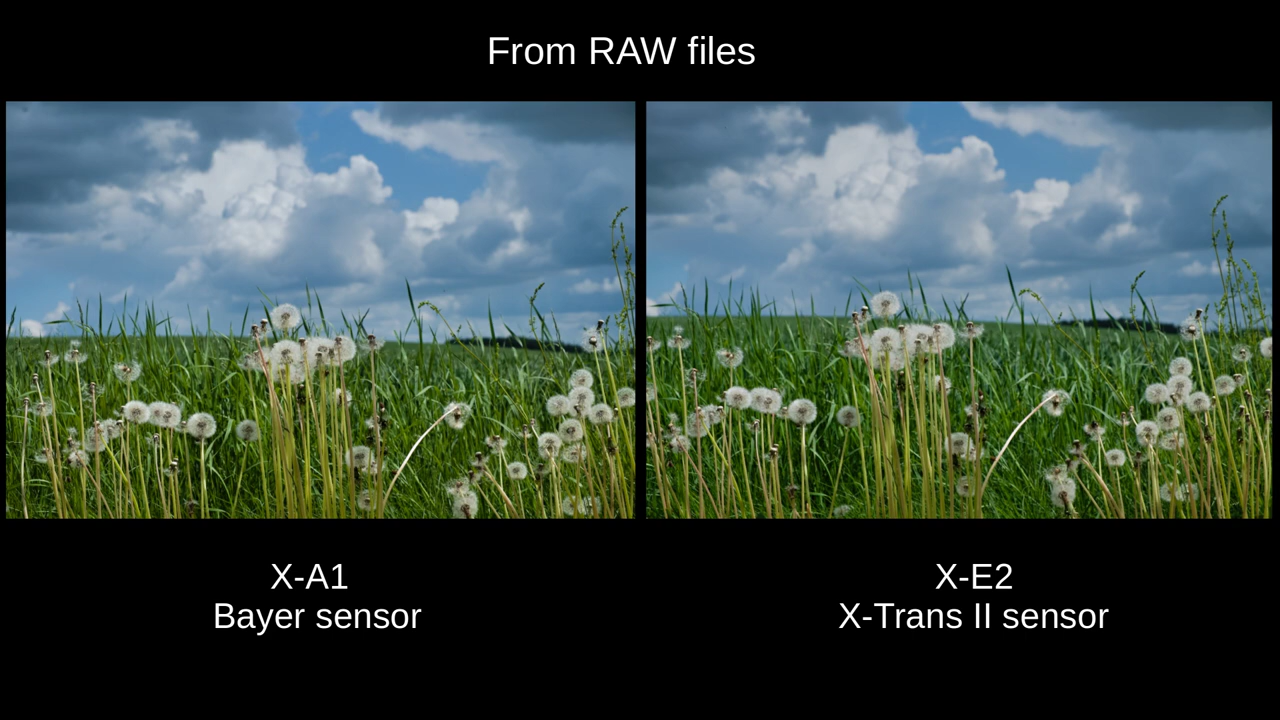 From RAW files
X-A1
Bayer sensor
X-E2
X-Trans II sensor